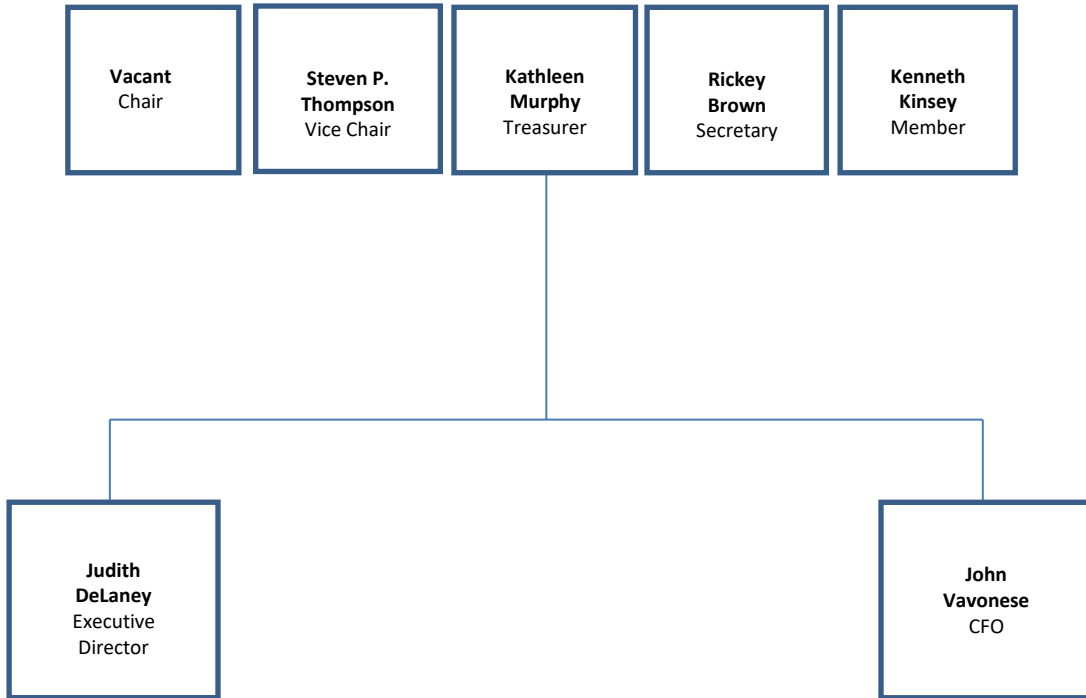 Vacant
Chair
Steven P.
Thompson
Vice Chair
Kathleen
Murphy
Treasurer
Rickey
Brown
Secretary
Kenneth
Kinsey
Member
Judith
DeLaney
Executive
Director
John
Vavonese
CFO